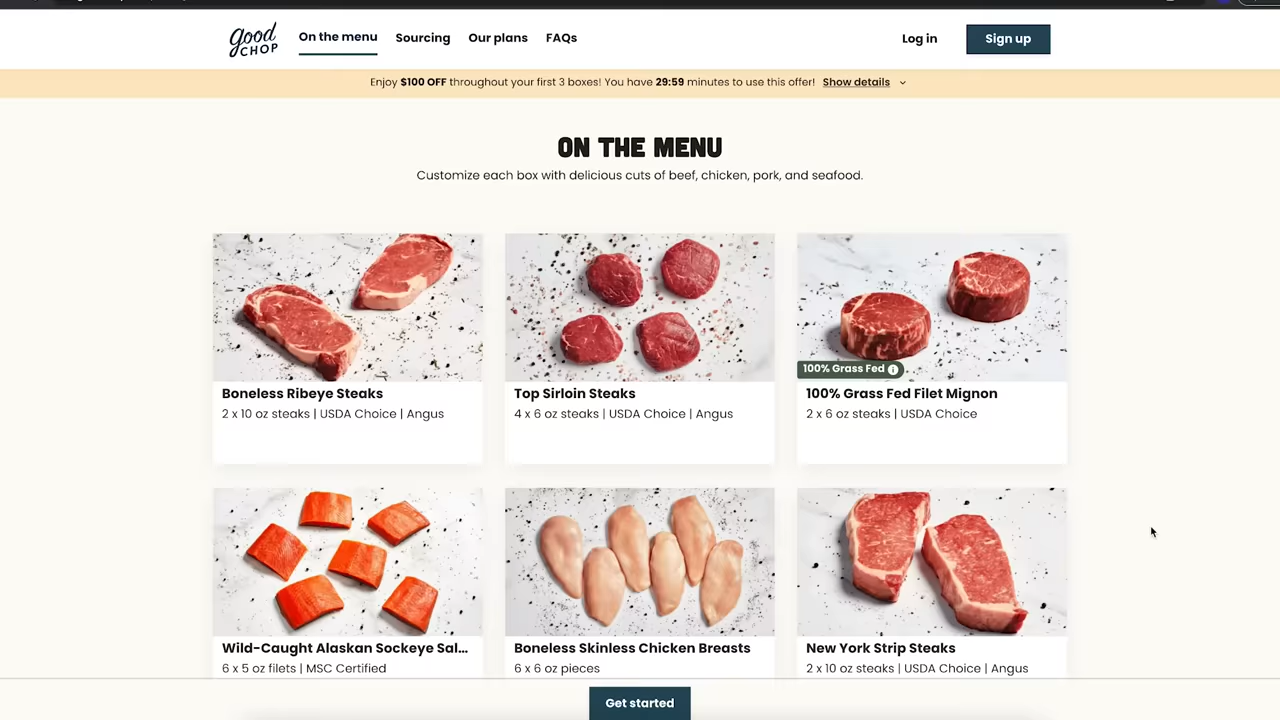 good CHOP
On the menu
Sourcing
Our plans
FAQs
Log in
Sign up
Enjoy $100 OFF throughout your first 3 boxes! You have 29:59 minutes to use this offer! Show details
ON THE MENU
Customize each box with delicious cuts of beef, chicken, pork, and seafood.
100% Grass Fed
Boneless Ribeye Steaks
2 x 10 oz steaks | USDA Choice | Angus
Top Sirloin Steaks
4 x 6 oz steaks | USDA Choice | Angus
100% Grass Fed Filet Mignon
2 x 6 oz steaks | USDA Choice
Wild-Caught Alaskan Sockeye Sal...
6 x 5 oz filets | MSC Certified
Boneless Skinless Chicken Breasts
6 x 6 oz pieces
New York Strip Steaks
2 x 10 oz steaks | USDA Choice | Angus
Get started